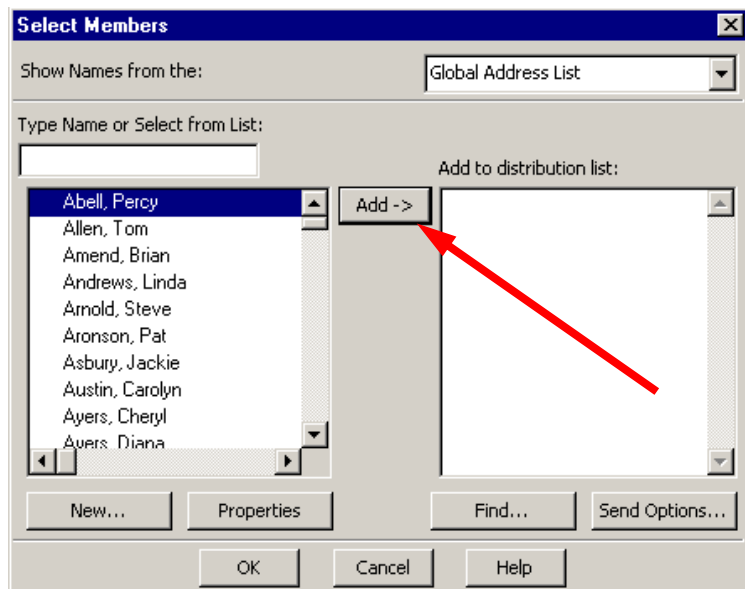 Select Members
Show Names from the:
Global Address List
Type Name or Select from List:
Add to distribution list:
Abell, Percy
Add ->
Allen, Tom
Amend, Brian
Andrews, Linda
Arnold, Steve
Aronson, Pat
Asbury, Jackie
Austin, Carolyn
Ayers, Cheryl
Ayers, Diana
New...
Properties
Find...
Send Options...
OK
Cancel
Help